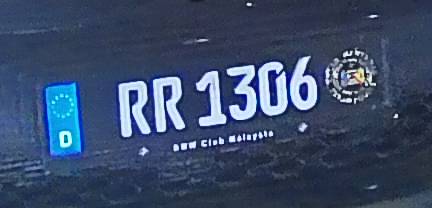 RR 1306
D
BMW Club Malaysia